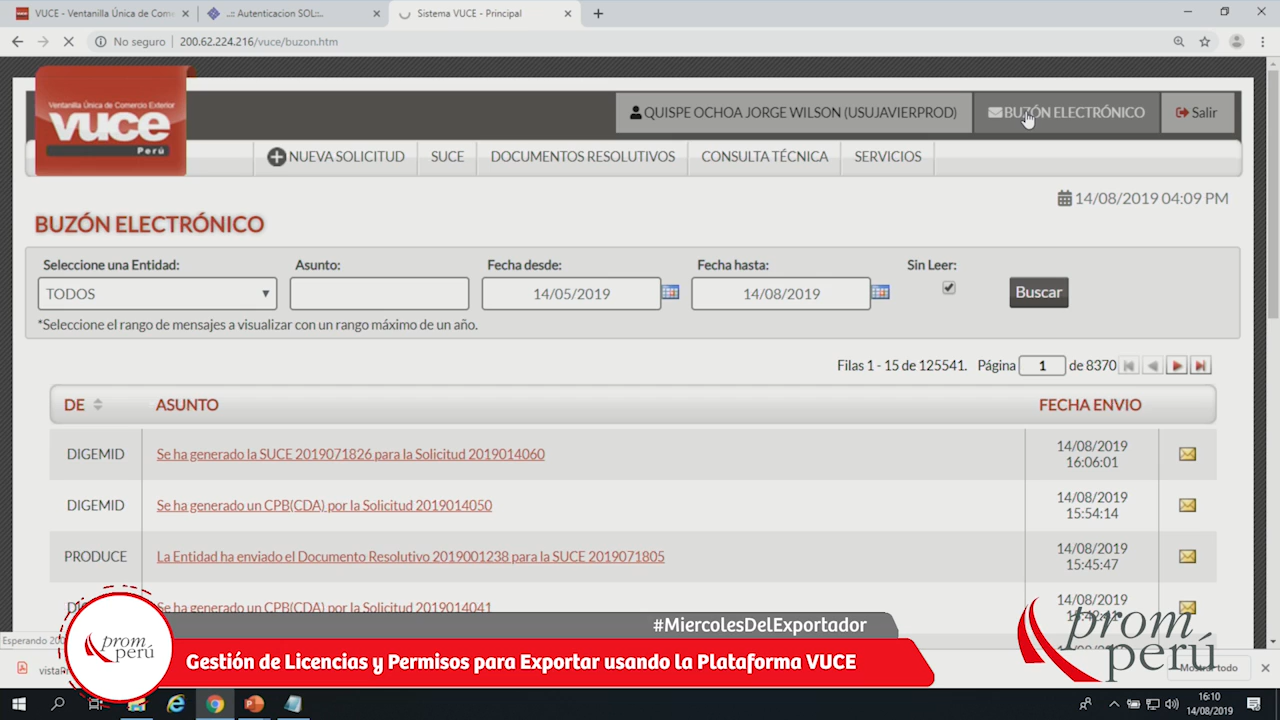 VUCE - Ventanilla Única de Come
..:: Autenticacion SOL::..
Sistema VUCE - Principal
No seguro
200.62.224.216/vuce/buzon.htm
Ventanilla Única de Comercio Exterior
vuce
Perú
QUISPE OCHOA JORGE WILSON (USUJAVIERPROD)
BUZÓN ELECTRÓNICO
Salir
NUEVA SOLICITUD
SUCE
DOCUMENTOS RESOLUTIVOS
CONSULTA TÉCNICA
SERVICIOS
14/08/2019 04:09 PM
BUZÓN ELECTRÓNICO
Seleccione una Entidad:
Asunto:
Fecha desde:
Fecha hasta:
Sin Leer:
TODOS
14/05/2019
14/08/2019
Buscar
*Seleccione el rango de mensajes a visualizar con un rango máximo de un año.
Filas 1 - 15 de 125541. Página 1 de 8370
DE
ASUNTO
FECHA ENVIO
DIGEMID
Se ha generado la SUCE 2019071826 para la Solicitud 2019014060
14/08/2019
16:06:01
DIGEMID
Se ha generado un CPB(CDA) por la Solicitud 2019014050
14/08/2019
15:54:14
PRODUCE
La Entidad ha enviado el Documento Resolutivo 2019001238 para la SUCE 2019071805
14/08/2019
15:45:47
Se ha generado un CPB(CDA) por la Solicitud 2019014041
14/08/2019
Esperando 200
#MiercolesDelExportador
Gestión de Licencias y Permisos para Exportar usando la Plataforma VUCE
prom
perú
prom
perú
Mostrar todo
16:10
14/08/2019